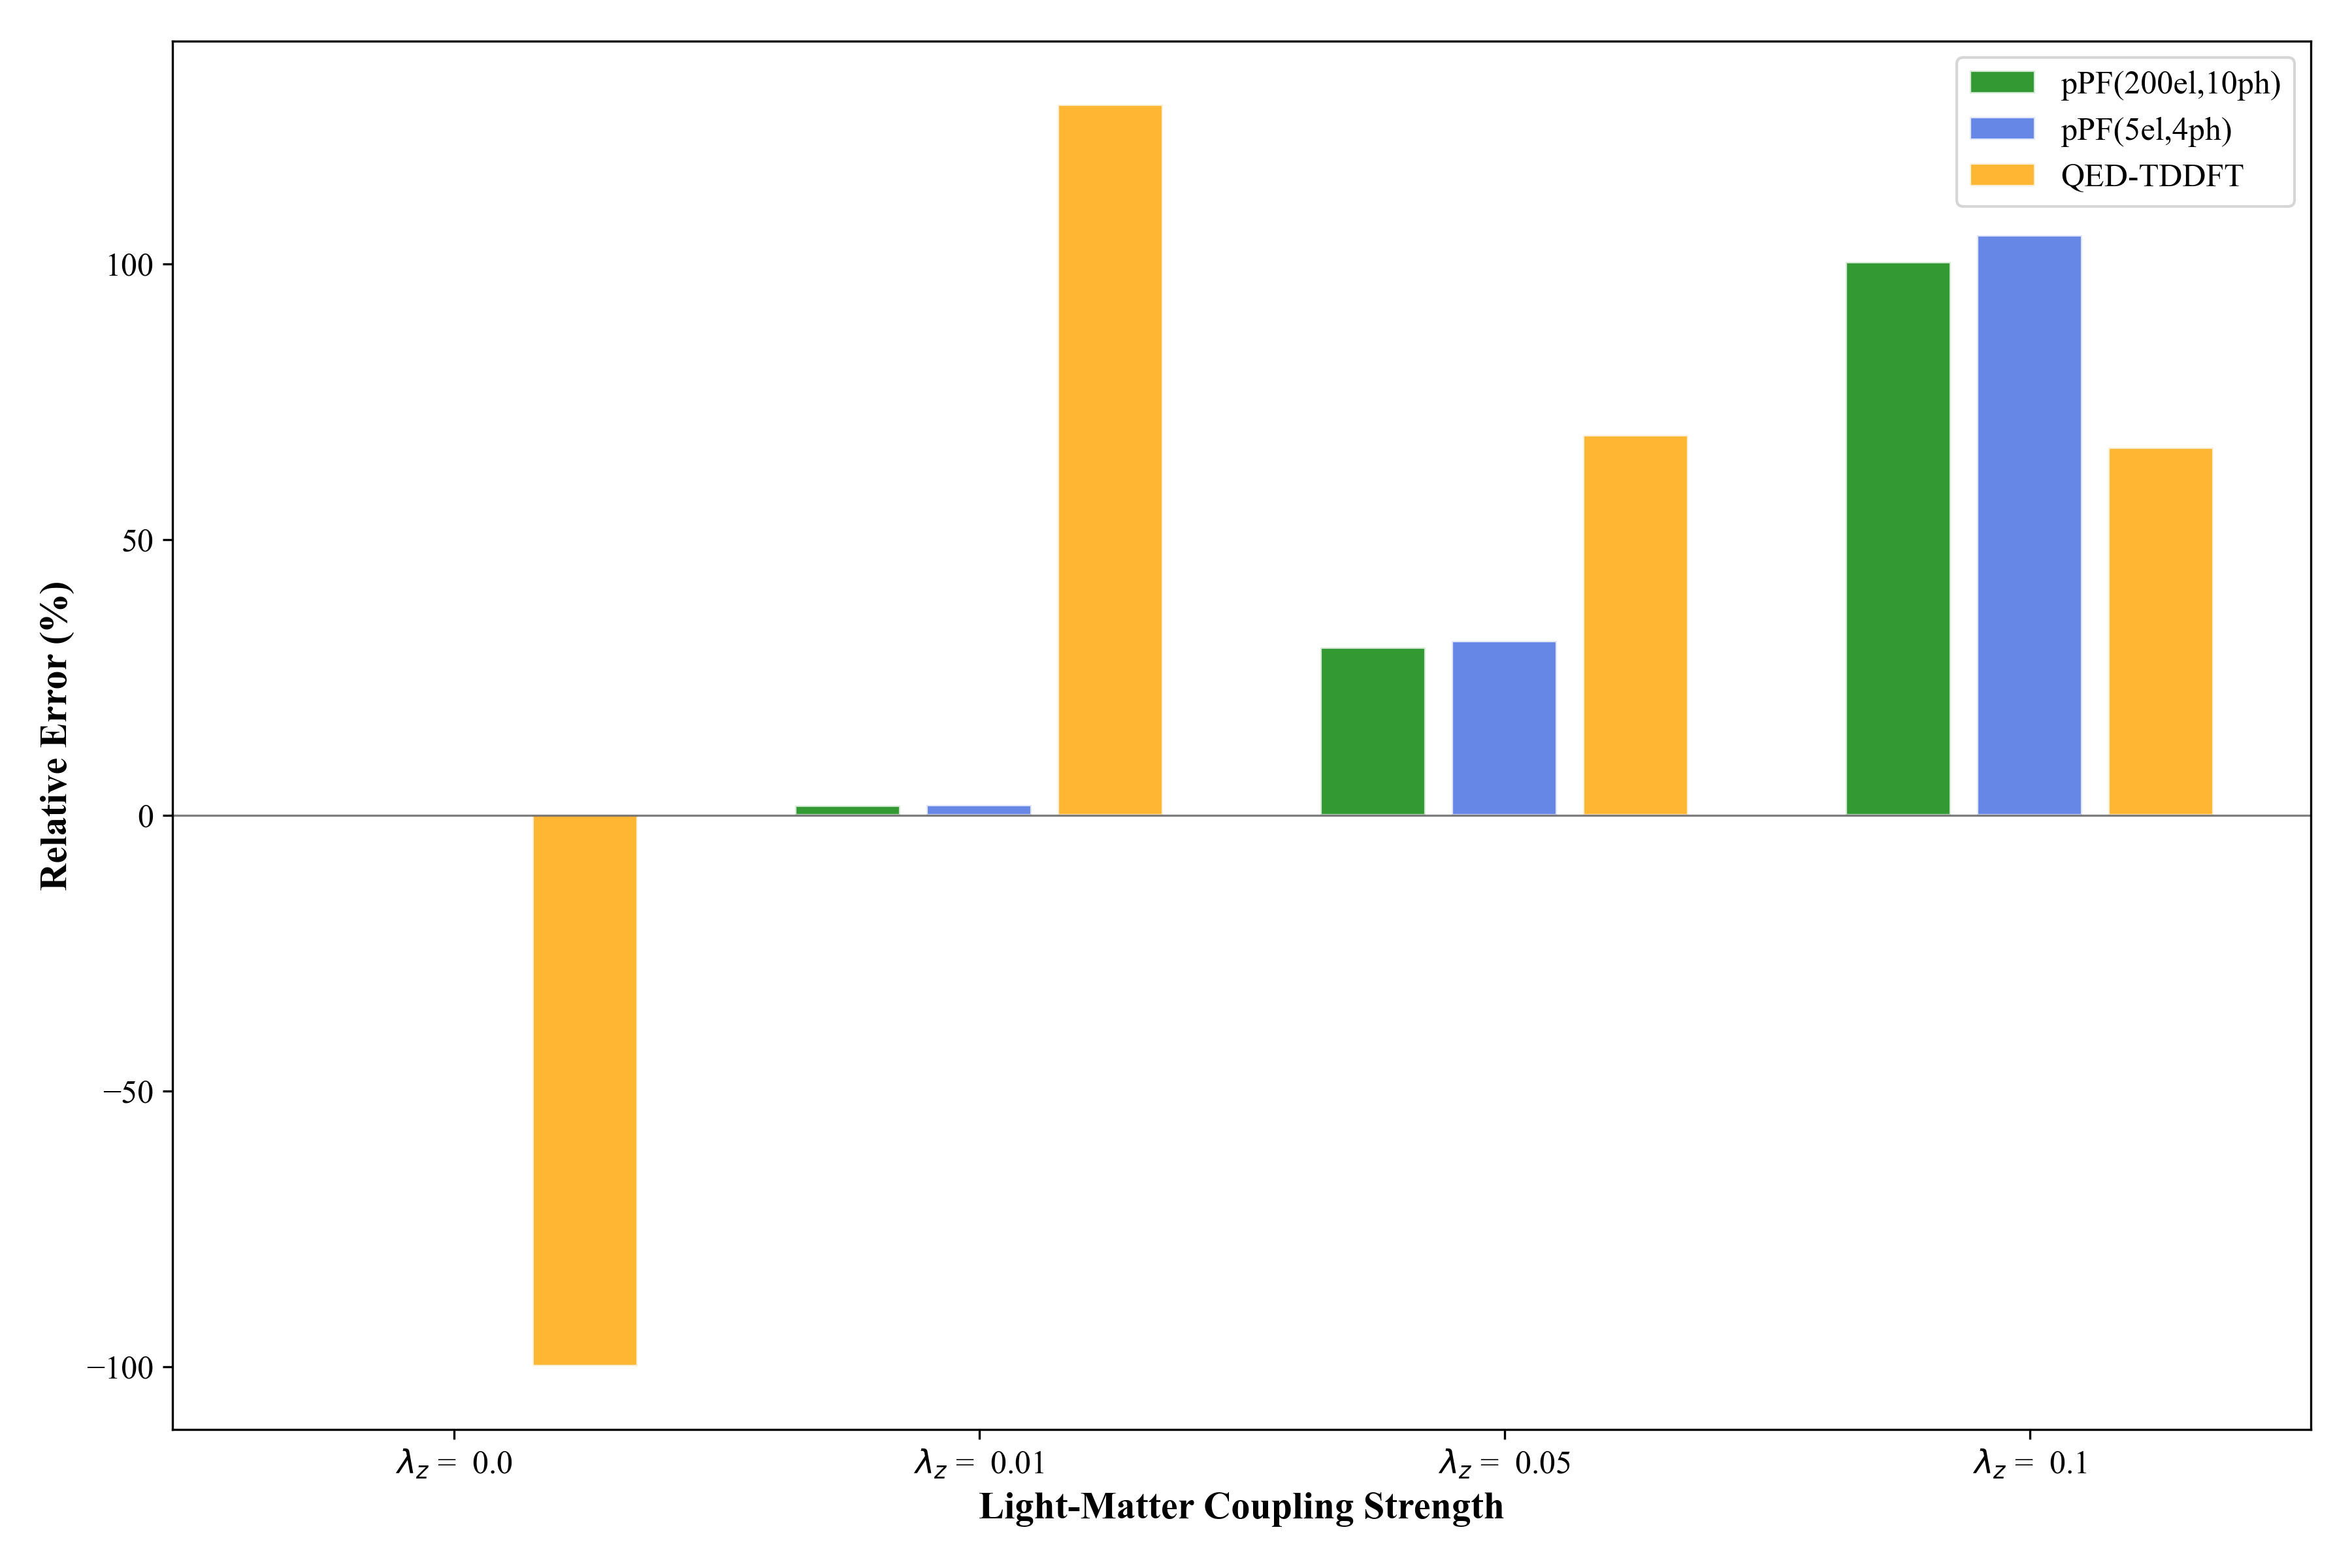 pPF(200el,10ph)
pPF(5el,4ph)
QED-TDDFT
100
50
0
−50
−100
Relative Error (%)
λz = 0.0
λz = 0.01
λz = 0.05
λz = 0.1
Light-Matter Coupling Strength